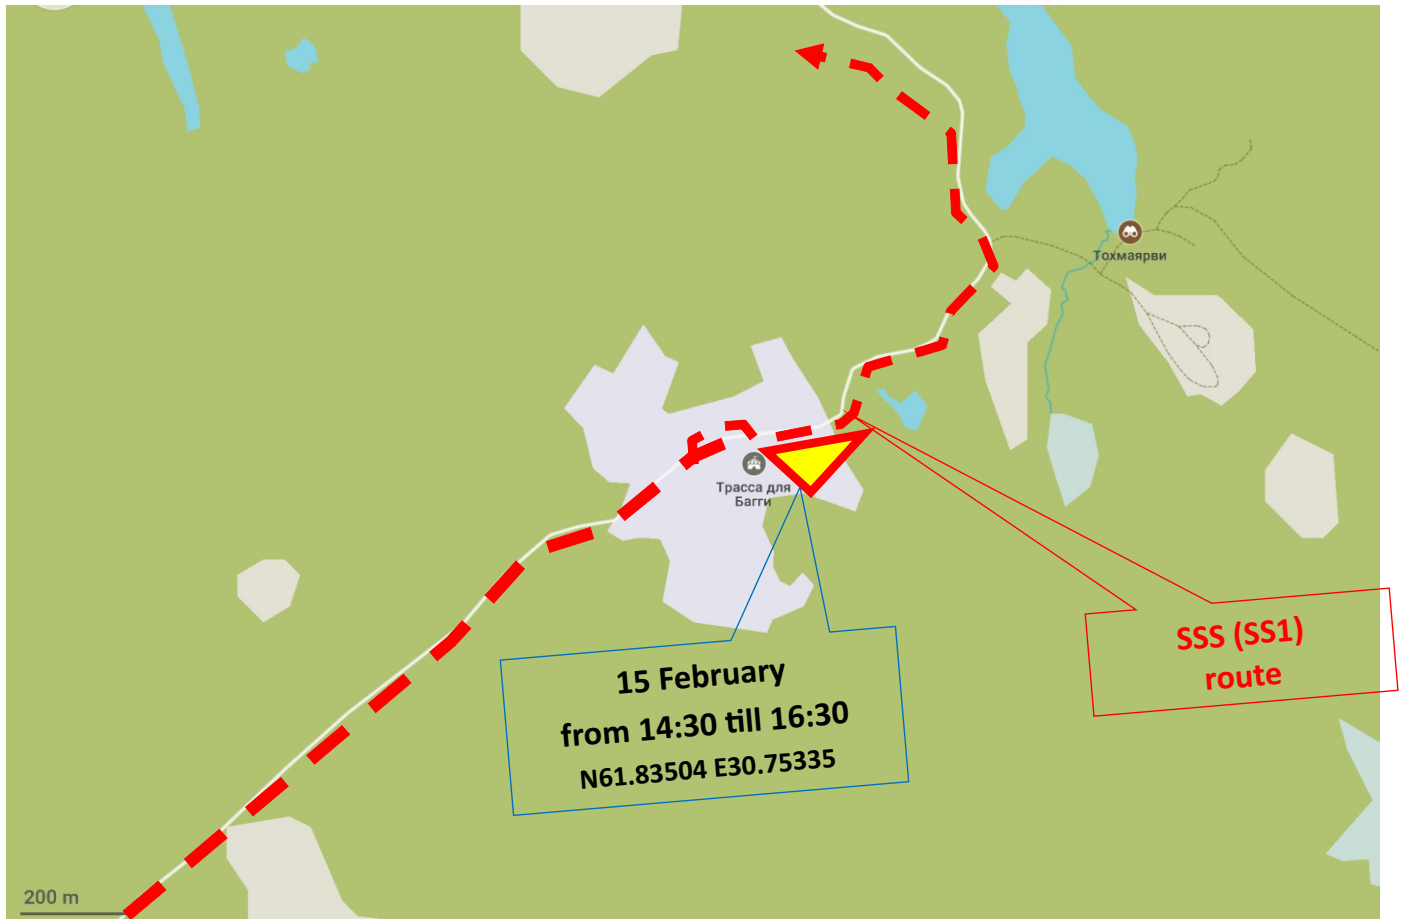 Тохмаярви
Трасса для
Багги
15 February
from 14:30 till 16:30
N61.83504 E30.75335
SSS (SS1)
route
200 m